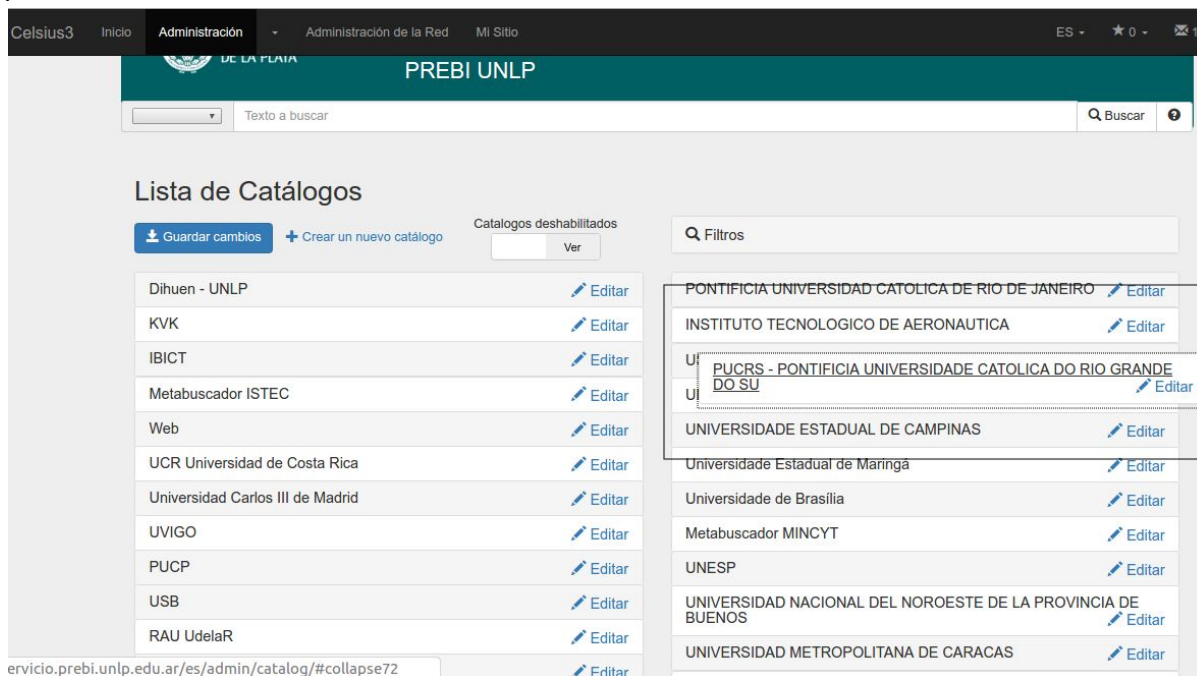 Celsius3 Inicio Administración - Administración de la Red Mi Sitio ES 0 1
DE LA PLATA
PREBI UNLP
Texto a buscar Buscar
Lista de Catálogos
Guardar cambios Crear un nuevo catálogo
Catalogos deshabilitados
Ver
Filtros
Dihuen - UNLP Editar
KVK Editar
IBICT Editar
Metabuscador ISTEC Editar
Web Editar
UCR Universidad de Costa Rica Editar
Universidad Carlos III de Madrid Editar
UVIGO Editar
PUCP Editar
USB Editar
RAU UdelaR Editar
Editar
PONTIFICIA UNIVERSIDAD CATOLICA DE RIO DE JANEIRO Editar
INSTITUTO TECNOLOGICO DE AERONAUTICA Editar
PUCRS - PONTIFICIA UNIVERSIDADE CATOLICA DO RIO GRANDE
DO SU Editar
UNIVERSIDADE ESTADUAL DE CAMPINAS Editar
Universidade Estadual de Maringá Editar
Universidade de Brasília Editar
Metabuscador MINCYT Editar
UNESP Editar
UNIVERSIDAD NACIONAL DEL NOROESTE DE LA PROVINCIA DE
BUENOS Editar
UNIVERSIDAD METROPOLITANA DE CARACAS Editar
ervicio.prebi.unlp.edu.ar/es/admin/catalog/#collapse72